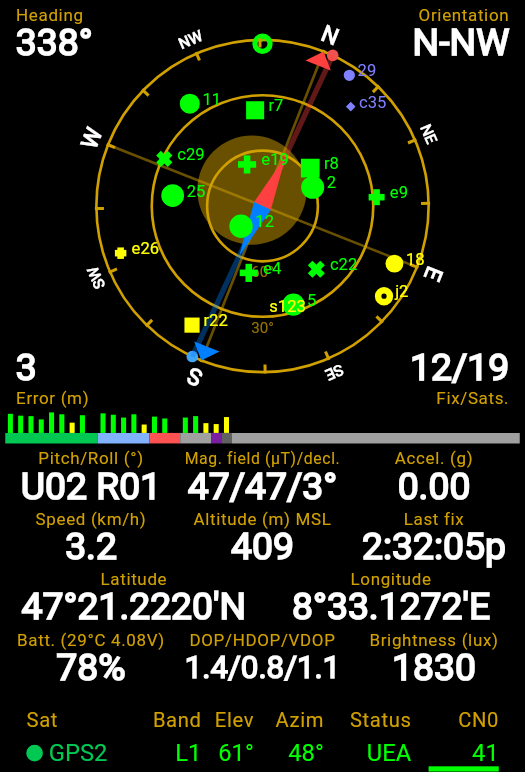 Heading
338°
Orientation
N-NW
N
NW
NE
W
E
SW
SE
S
29
c35
11
r7
c29
e19
r8
2
25
e9
12
e26
18
c22
e4
60°
j2
s123
5
r22
30°
3
Error (m)
12/19
Fix/Sats.
Pitch/Roll (°) Mag. field (µT)/decl. Accel. (g)
U02 R01 47/47/3° 0.00
Speed (km/h) Altitude (m) MSL Last fix
3.2 409 2:32:05p
Latitude Longitude
47°21.2220'N 8°33.1272'E
Batt. (29°C 4.08V) DOP/HDOP/VDOP Brightness (lux)
78% 1.4/0.8/1.1 1830
Sat Band Elev Azim Status CN0
GPS2 L1 61° 48° UEA 41